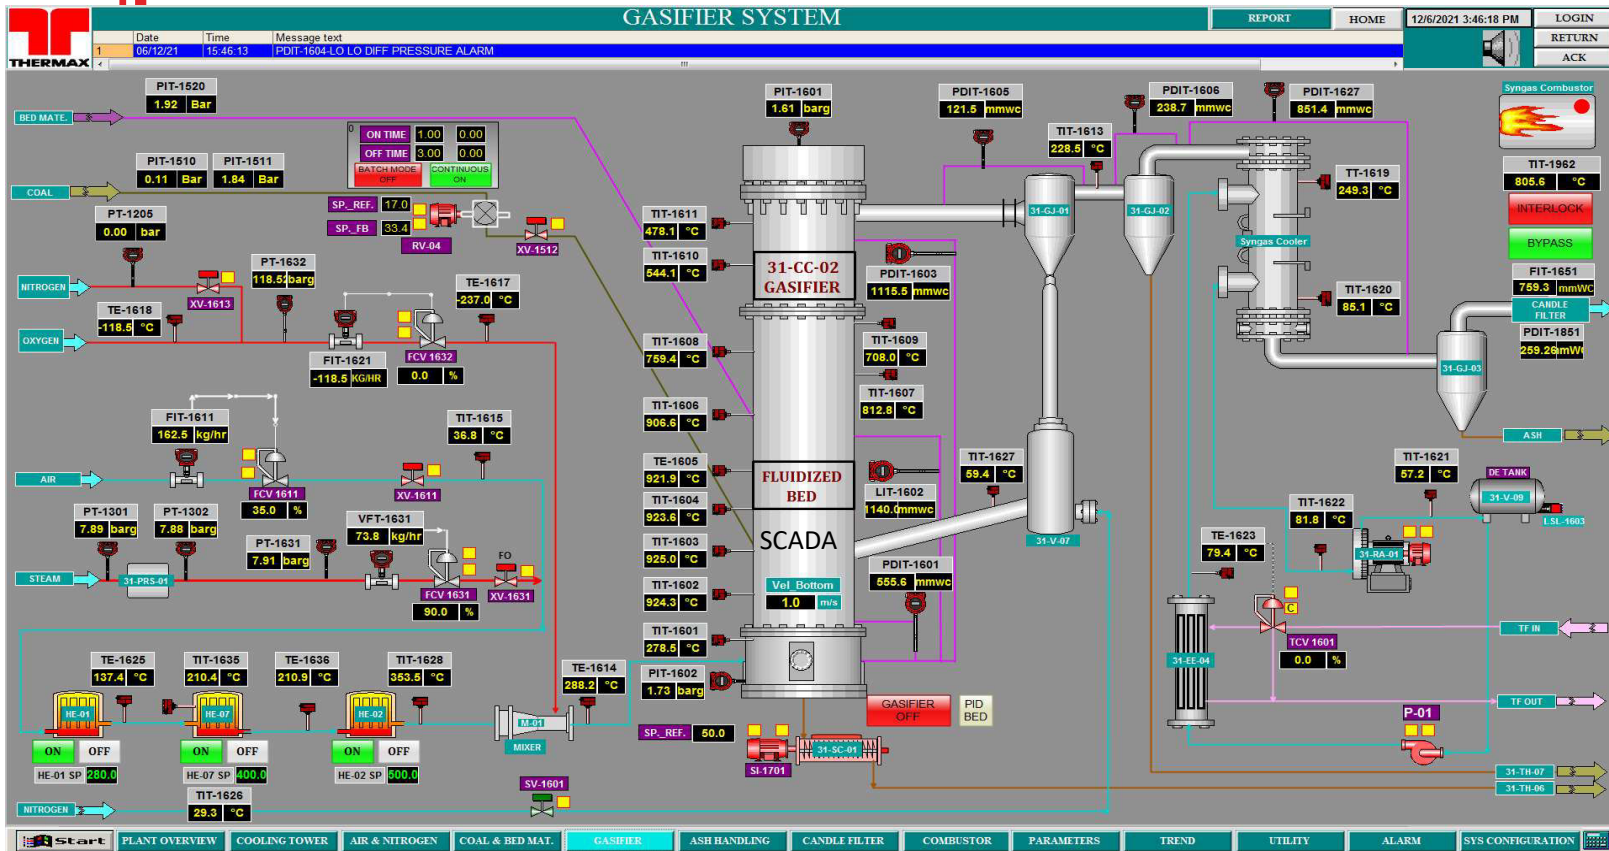 GASIFIER SYSTEM
REPORT
HOME
12/6/2021 3:46:18 PM
LOGIN
RETURN
ACK
THERMAX
Date Time Message text
1 06/12/21 15:46:13 PDIT-1604-LO LO DIFF PRESSURE ALARM
PIT-1520
1.92 Bar
BED MATE.
PIT-1510
0.11 Bar
PIT-1511
1.84 Bar
COAL
0
ON TIME 1.00 0.00
OFF TIME 3.00 0.00
BATCH MODE
OFF
CONTINUOUS
ON
SP._REF. 17.0
SP._FB 33.4
RV-04
XV-1512
PT-1205
0.00 bar
NITROGEN
XV-1613
PT-1632
118.52 barg
TE-1617
-237.0 °C
TE-1618
-118.5 °C
OXYGEN
FIT-1621
-118.5 KG/HR
FCV 1632
0.0 %
FIT-1611
162.5 kg/hr
TIT-1615
36.8 °C
AIR
FCV 1611
35.0 %
XV-1611
PT-1301
7.89 barg
PT-1302
7.88 barg
PT-1631
7.91 barg
VFT-1631
73.8 kg/hr
FO
STEAM
31-PRS-01
FCV 1631
90.0 %
XV-1631
TE-1625
137.4 °C
TIT-1635
210.4 °C
TE-1636
210.9 °C
TIT-1628
353.5 °C
TE-1614
288.2 °C
HE-01
HE-07
HE-02
M-01
MIXER
ON OFF
ON OFF
ON OFF
HE-01 SP 280.0
HE-07 SP 400.0
HE-02 SP 500.0
TIT-1626
29.3 °C
NITROGEN
SV-1601
PIT-1601
1.61 barg
TIT-1611
478.1 °C
TIT-1610
544.1 °C
31-CC-02
GASIFIER
PDIT-1603
1115.5 mmwc
TIT-1608
759.4 °C
TIT-1609
708.0 °C
TIT-1607
812.8 °C
TIT-1606
906.6 °C
TE-1605
921.9 °C
FLUIDIZED
BED
LIT-1602
1140.0 mmwc
TIT-1604
923.6 °C
SCADA
TIT-1603
925.0 °C
TIT-1602
924.3 °C
Vel_Bottom
1.0 m/s
PDIT-1601
555.6 mmwc
TIT-1601
278.5 °C
PIT-1602
1.73 barg
GASIFIER
OFF
PID
BED
SP._REF. 50.0
SI-1701
31-SC-01
PDIT-1605
121.5 mmwc
TIT-1613
228.5 °C
PDIT-1606
238.7 mmwc
PDIT-1627
851.4 mmwc
31-GJ-01
31-GJ-02
TIT-1627
59.4 °C
31-V-07
Syngas Combustor
TIT-1962
805.6 °C
INTERLOCK
BYPASS
TT-1619
249.3 °C
Syngas Cooler
TIT-1620
85.1 °C
FIT-1651
759.3 mmWC
CANDLE
FILTER
PDIT-1851
259.26
31-GJ-03
ASH
TIT-1621
57.2 °C
DE TANK
31-V-09
LSL-1603
TIT-1622
81.8 °C
31-RA-01
TE-1623
79.4 °C
C
TCV 1601
0.0 %
31-EE-04
TF IN
TF OUT
P-01
31-TH-07
31-TH-06
Start
PLANT OVERVIEW
COOLING TOWER
AIR & NITROGEN
COAL & BED MAT.
GASIFIER
ASH HANDLING
CANDLE FILTER
COMBUSTOR
PARAMETERS
TREND
UTILITY
ALARM
SYS CONFIGURATION